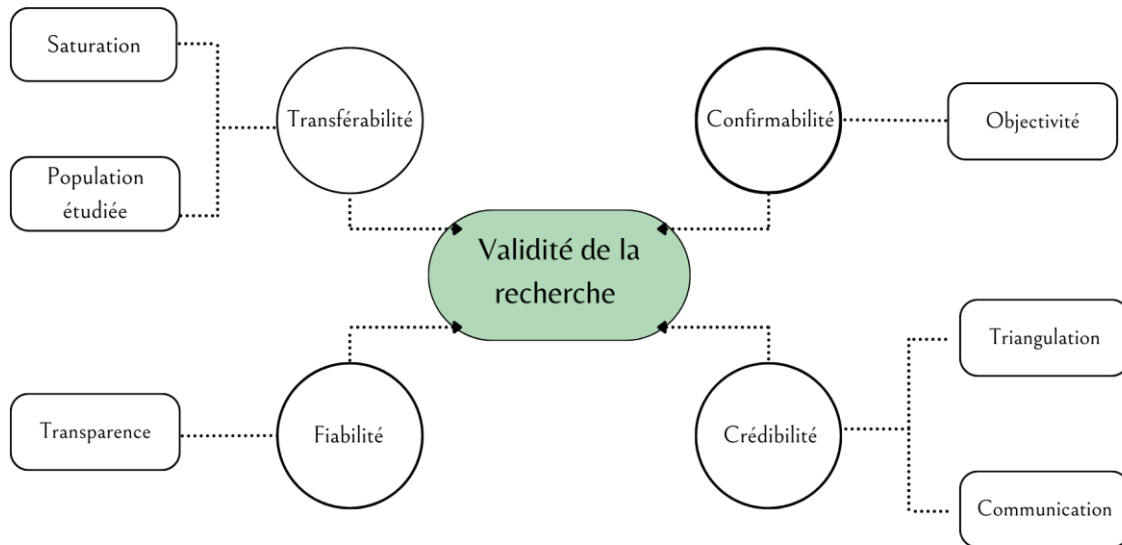 Saturation
Transférabilité
Population
étudiée
Confirmabilité
Objectivité
Validité de la
recherche
Transparence
Fiabilité
Crédibilité
Triangulation
Communication